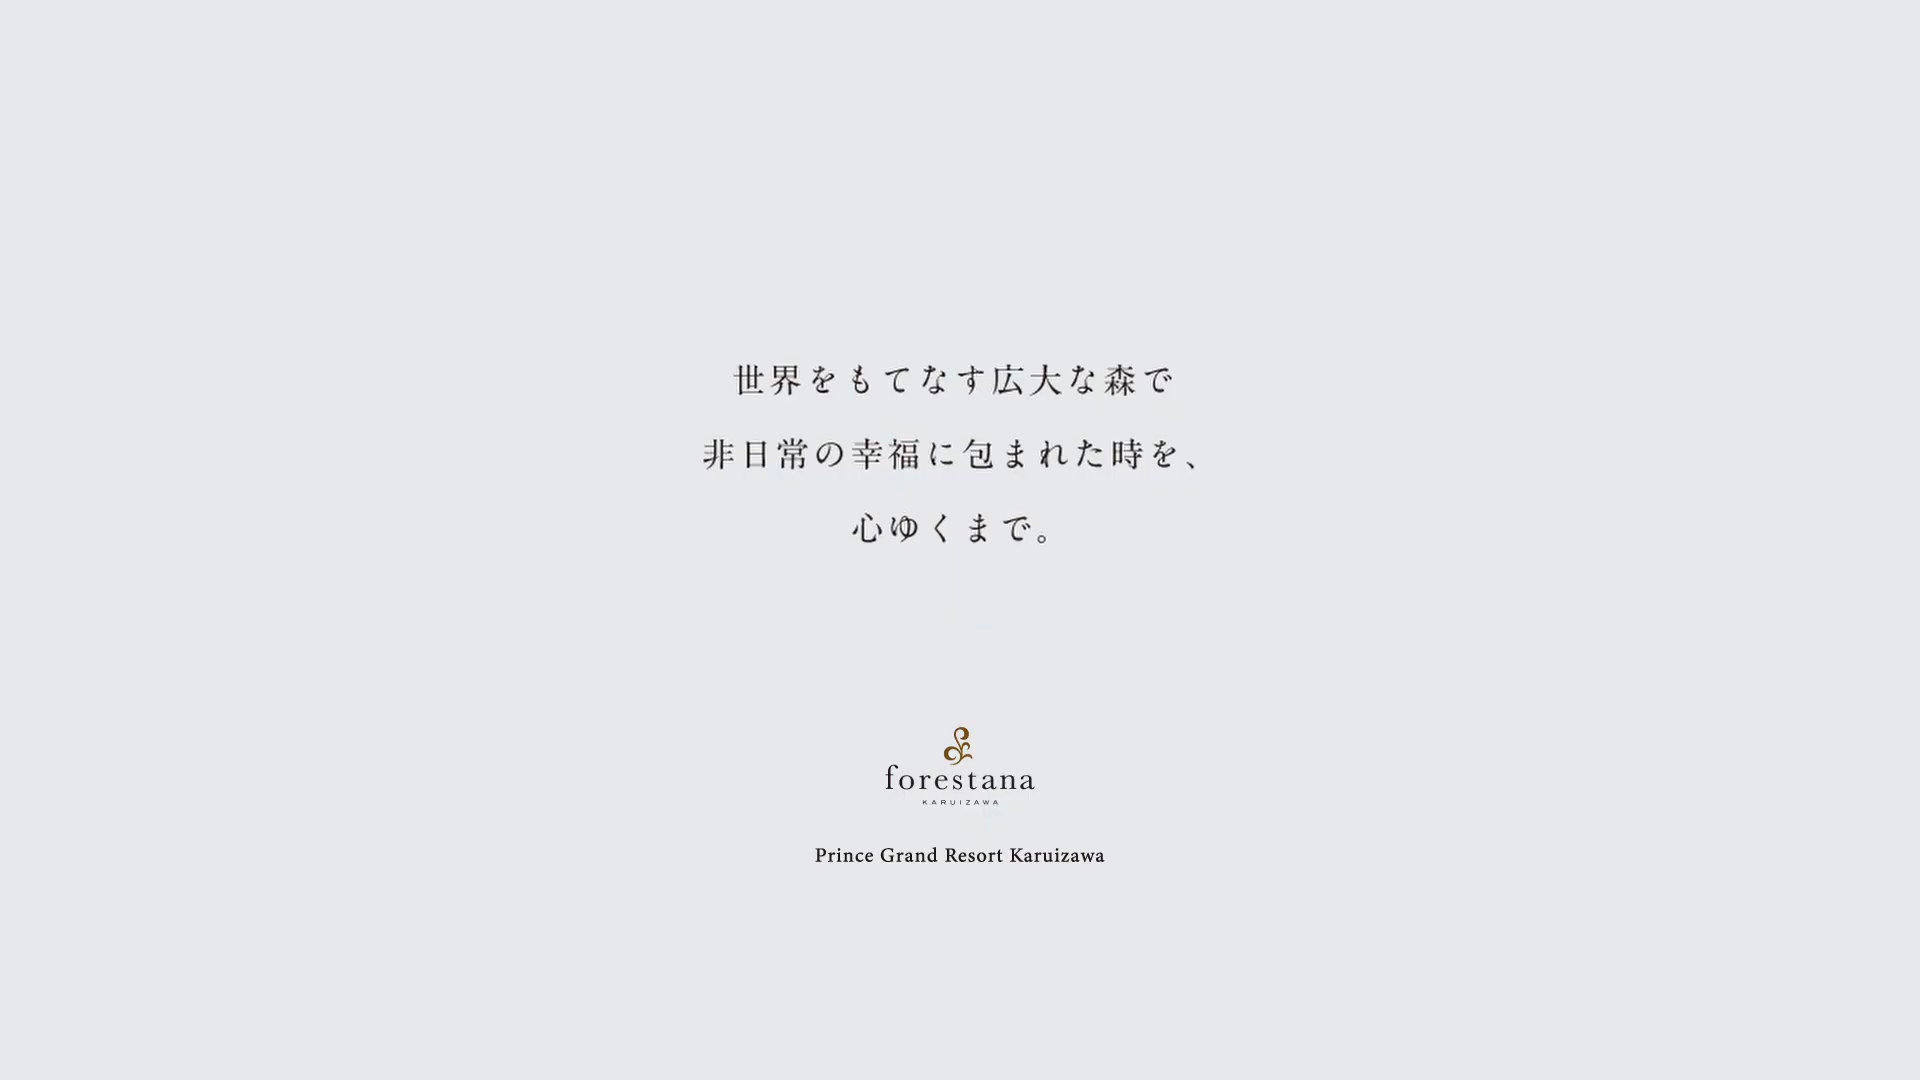 世界をもてなす広大な森で
非日常の幸福に包まれた時を、
心ゆくまで。
forestana
KARUIZAWA
Prince Grand Resort Karuizawa